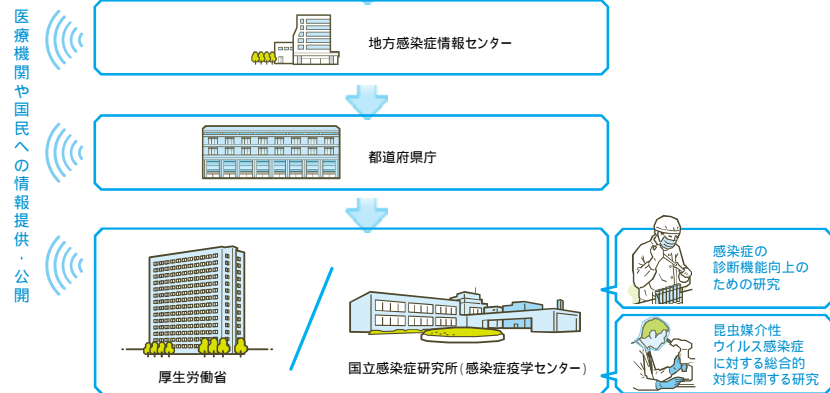 医療機関や国民への情報提供・公開
地方感染症情報センター
都道府県庁
厚生労働省
国立感染症研究所(感染症疫学センター)
感染症の
診断機能向上の
ための研究
昆虫媒介性
ウイルス感染症
に対する総合的
対策に関する研究